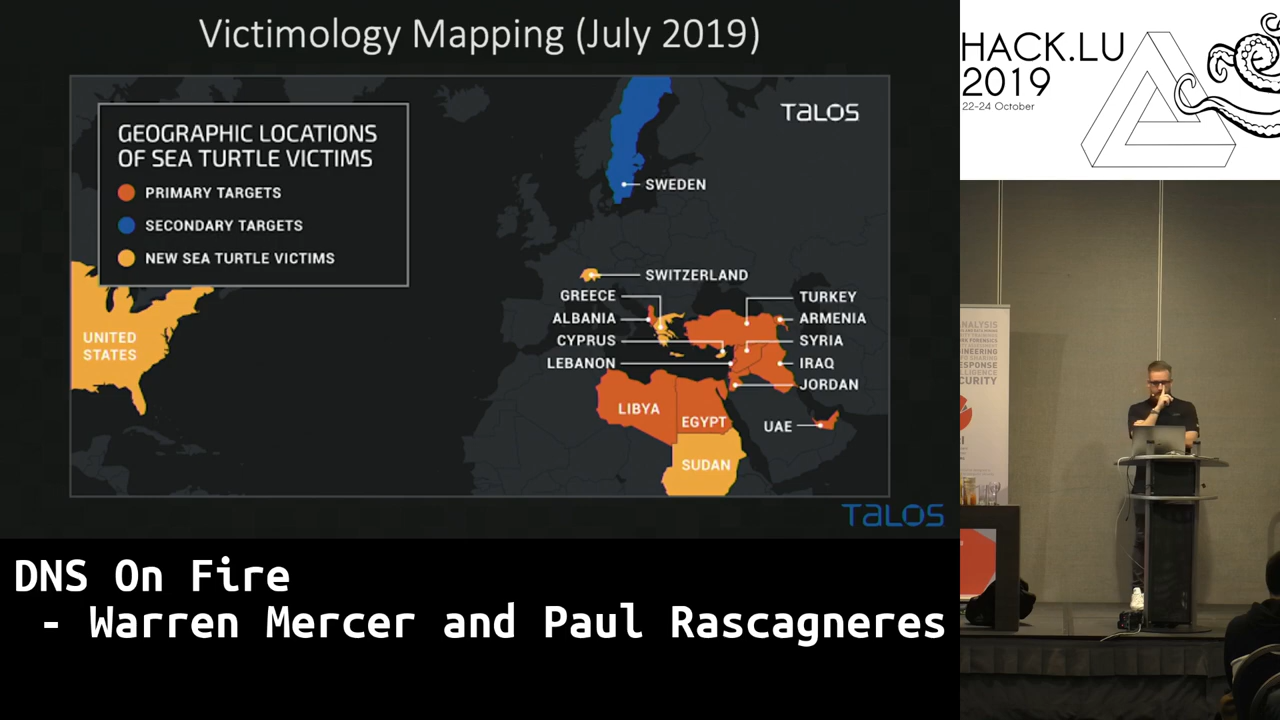 Victimology Mapping (July 2019)
GEOGRAPHIC LOCATIONS
OF SEA TURTLE VICTIMS
PRIMARY TARGETS
SECONDARY TARGETS
NEW SEA TURTLE VICTIMS
TALOS
SWEDEN
SWITZERLAND
GREECE
ALBANIA
CYPRUS
LEBANON
TURKEY
ARMENIA
SYRIA
IRAQ
JORDAN
UNITED
STATES
LIBYA
EGYPT
UAE
SUDAN
TALOS
DNS On Fire
- Warren Mercer and Paul Rascagneres
HACK.LU
2019
22-24 October